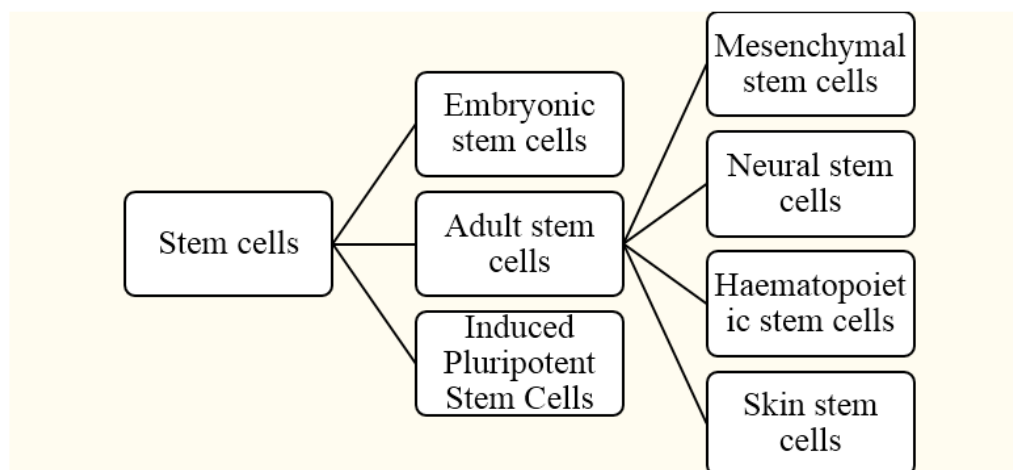 Stem cells
Embryonic
stem cells
Adult stem
cells
Induced
Pluripotent
Stem Cells
Mesenchymal
stem cells
Neural stem
cells
Haematopoiet
ic stem cells
Skin stem
cells